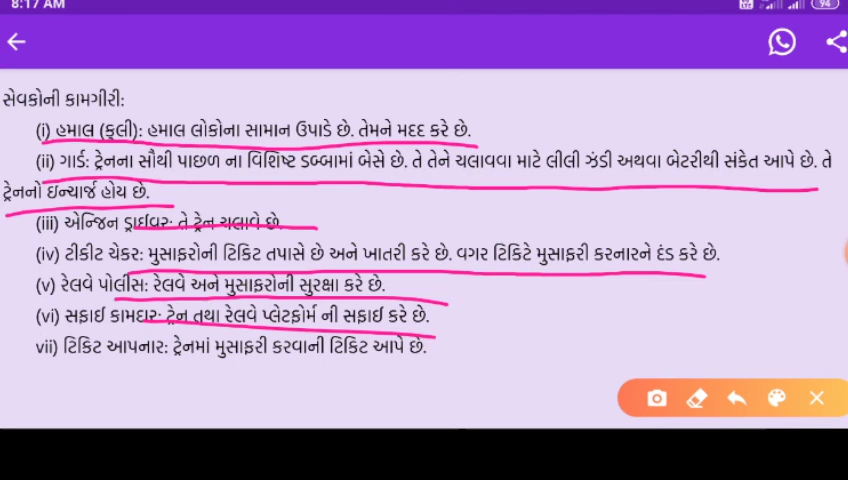 8:17 AM
94
સેવકોની કામગીરી:
(i) હમાલ (કુલી): હમાલ લોકોના સામાન ઉપાડે છે. તેમને મદદ કરે છે.
(ii) ગાર્ડ: ટ્રેનના સૌથી પાછળ ના વિશિષ્ટ ડબ્બામાં બેસે છે. તે તેને ચલાવવા માટે લીલી ઝંડી અથવા બેટરીથી સંકેત આપે છે. તે
ટ્રેનનો ઇન્ચાર્જ હોય છે.
(iii) એન્જિન ડ્રાઈવર: તે ટ્રેન ચલાવે છે.
(iv) ટીકીટ ચેકર: મુસાફરોની ટિકિટ તપાસે છે અને ખાતરી કરે છે. વગર ટિકિટે મુસાફરી કરનારને દંડ કરે છે.
(v) રેલવે પોલીસ: રેલવે અને મુસાફરોની સુરક્ષા કરે છે.
(vi) સફાઈ કામદાર: ટ્રેન તથા રેલવે પ્લેટફોર્મ ની સફાઈ કરે છે.
vii) ટિકિટ આપનાર: ટ્રેનમાં મુસાફરી કરવાની ટિકિટ આપે છે.